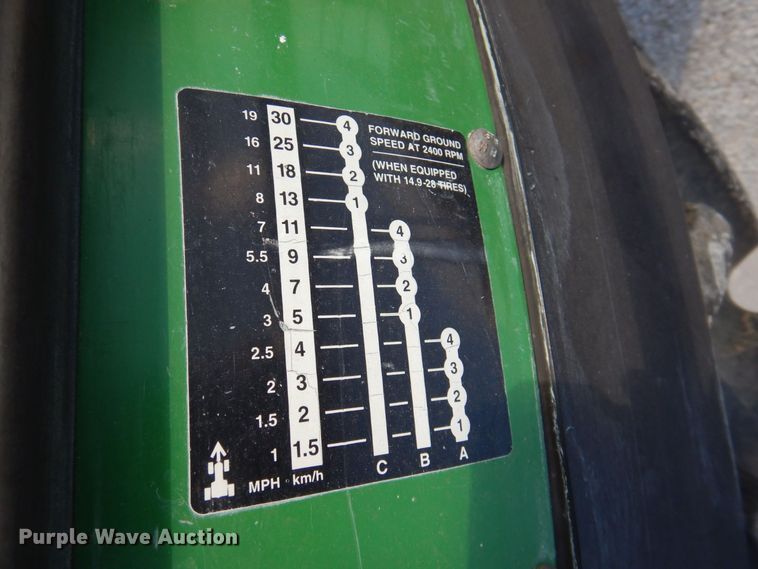 FORWARD GROUND
SPEED AT 2400 RPM
(WHEN EQUIPPED
WITH 14.9-28 TIRES)
19 30 4
16 25 3
11 18 2
8 13 1
7 11 4
5.5 9 3
4 7 2
3 5 1
2.5 4 4
2 3 3
1.5 2 2
1 1.5 1
MPH km/h C B A
Purple Wave Auction